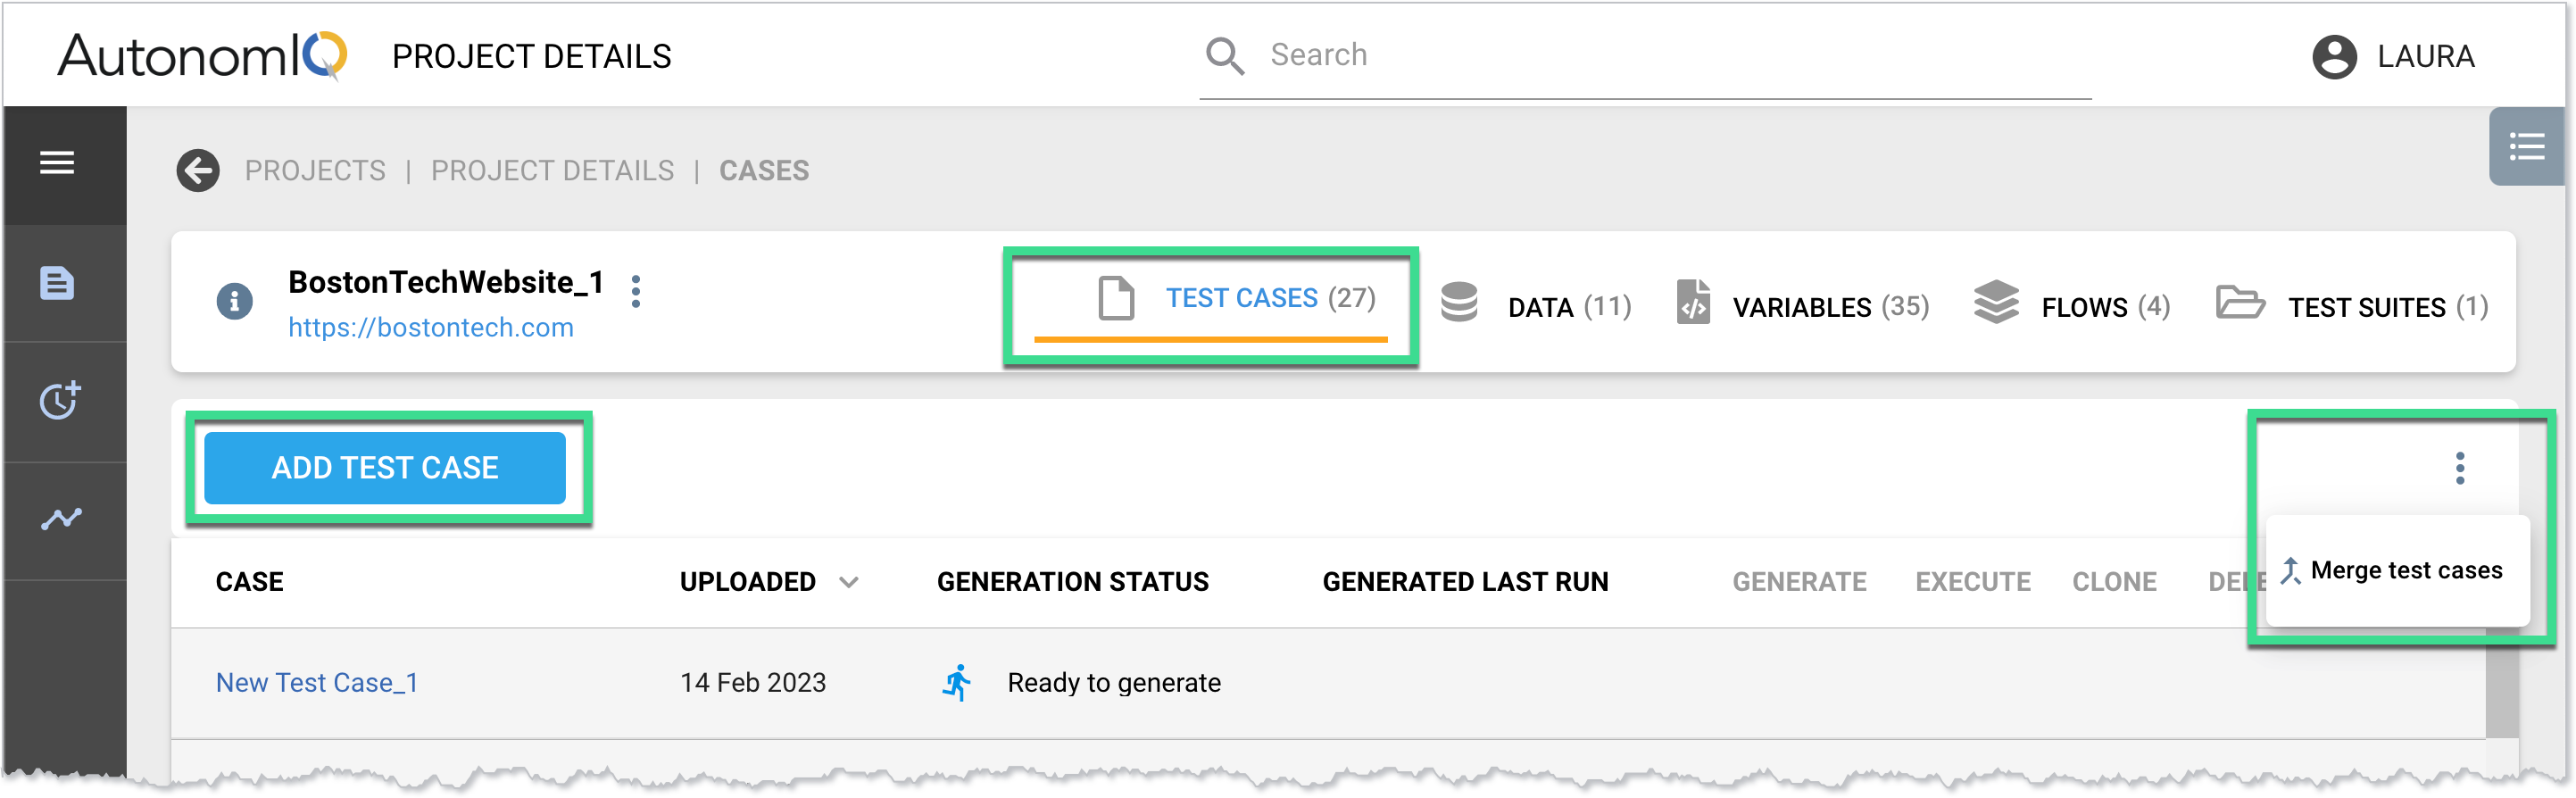 AutonomIQ PROJECT DETAILS Search LAURA
PROJECTS | PROJECT DETAILS | CASES
BostonTechWebsite_1
https://bostontech.com
TEST CASES (27) DATA (11) VARIABLES (35) FLOWS (4) TEST SUITES (1)
ADD TEST CASE
Merge test cases
CASE UPLOADED GENERATION STATUS GENERATED LAST RUN GENERATE EXECUTE CLONE
New Test Case_1 14 Feb 2023 Ready to generate